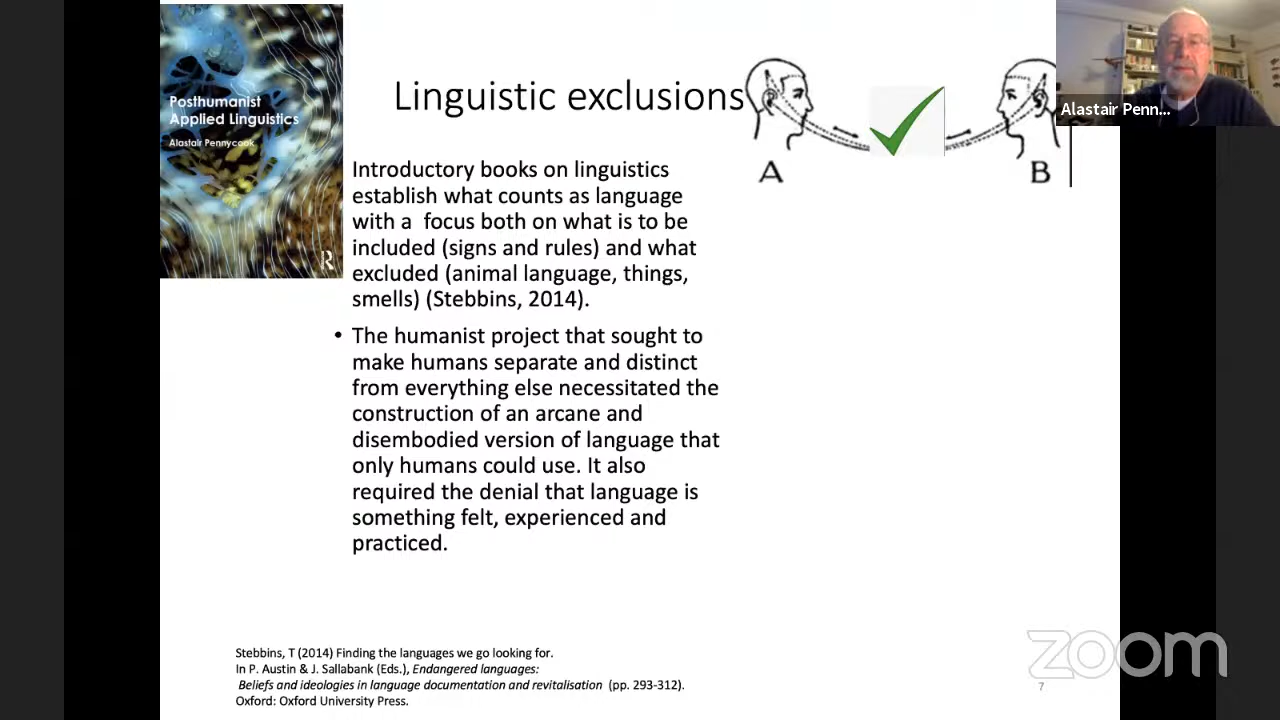 Posthumanist
Applied Linguistics
Alastair Pennycook
R
Linguistic exclusions
A
B
Alastair Penn...
Introductory books on linguistics
establish what counts as language
with a focus both on what is to be
included (signs and rules) and what
excluded (animal language, things,
smells) (Stebbins, 2014).
• The humanist project that sought to
make humans separate and distinct
from everything else necessitated the
construction of an arcane and
disembodied version of language that
only humans could use. It also
required the denial that language is
something felt, experienced and
practiced.
Stebbins, T (2014) Finding the languages we go looking for.
In P. Austin & J. Sallabank (Eds.), Endangered languages:
Beliefs and ideologies in language documentation and revitalisation (pp. 293-312).
Oxford: Oxford University Press.
zoom
7